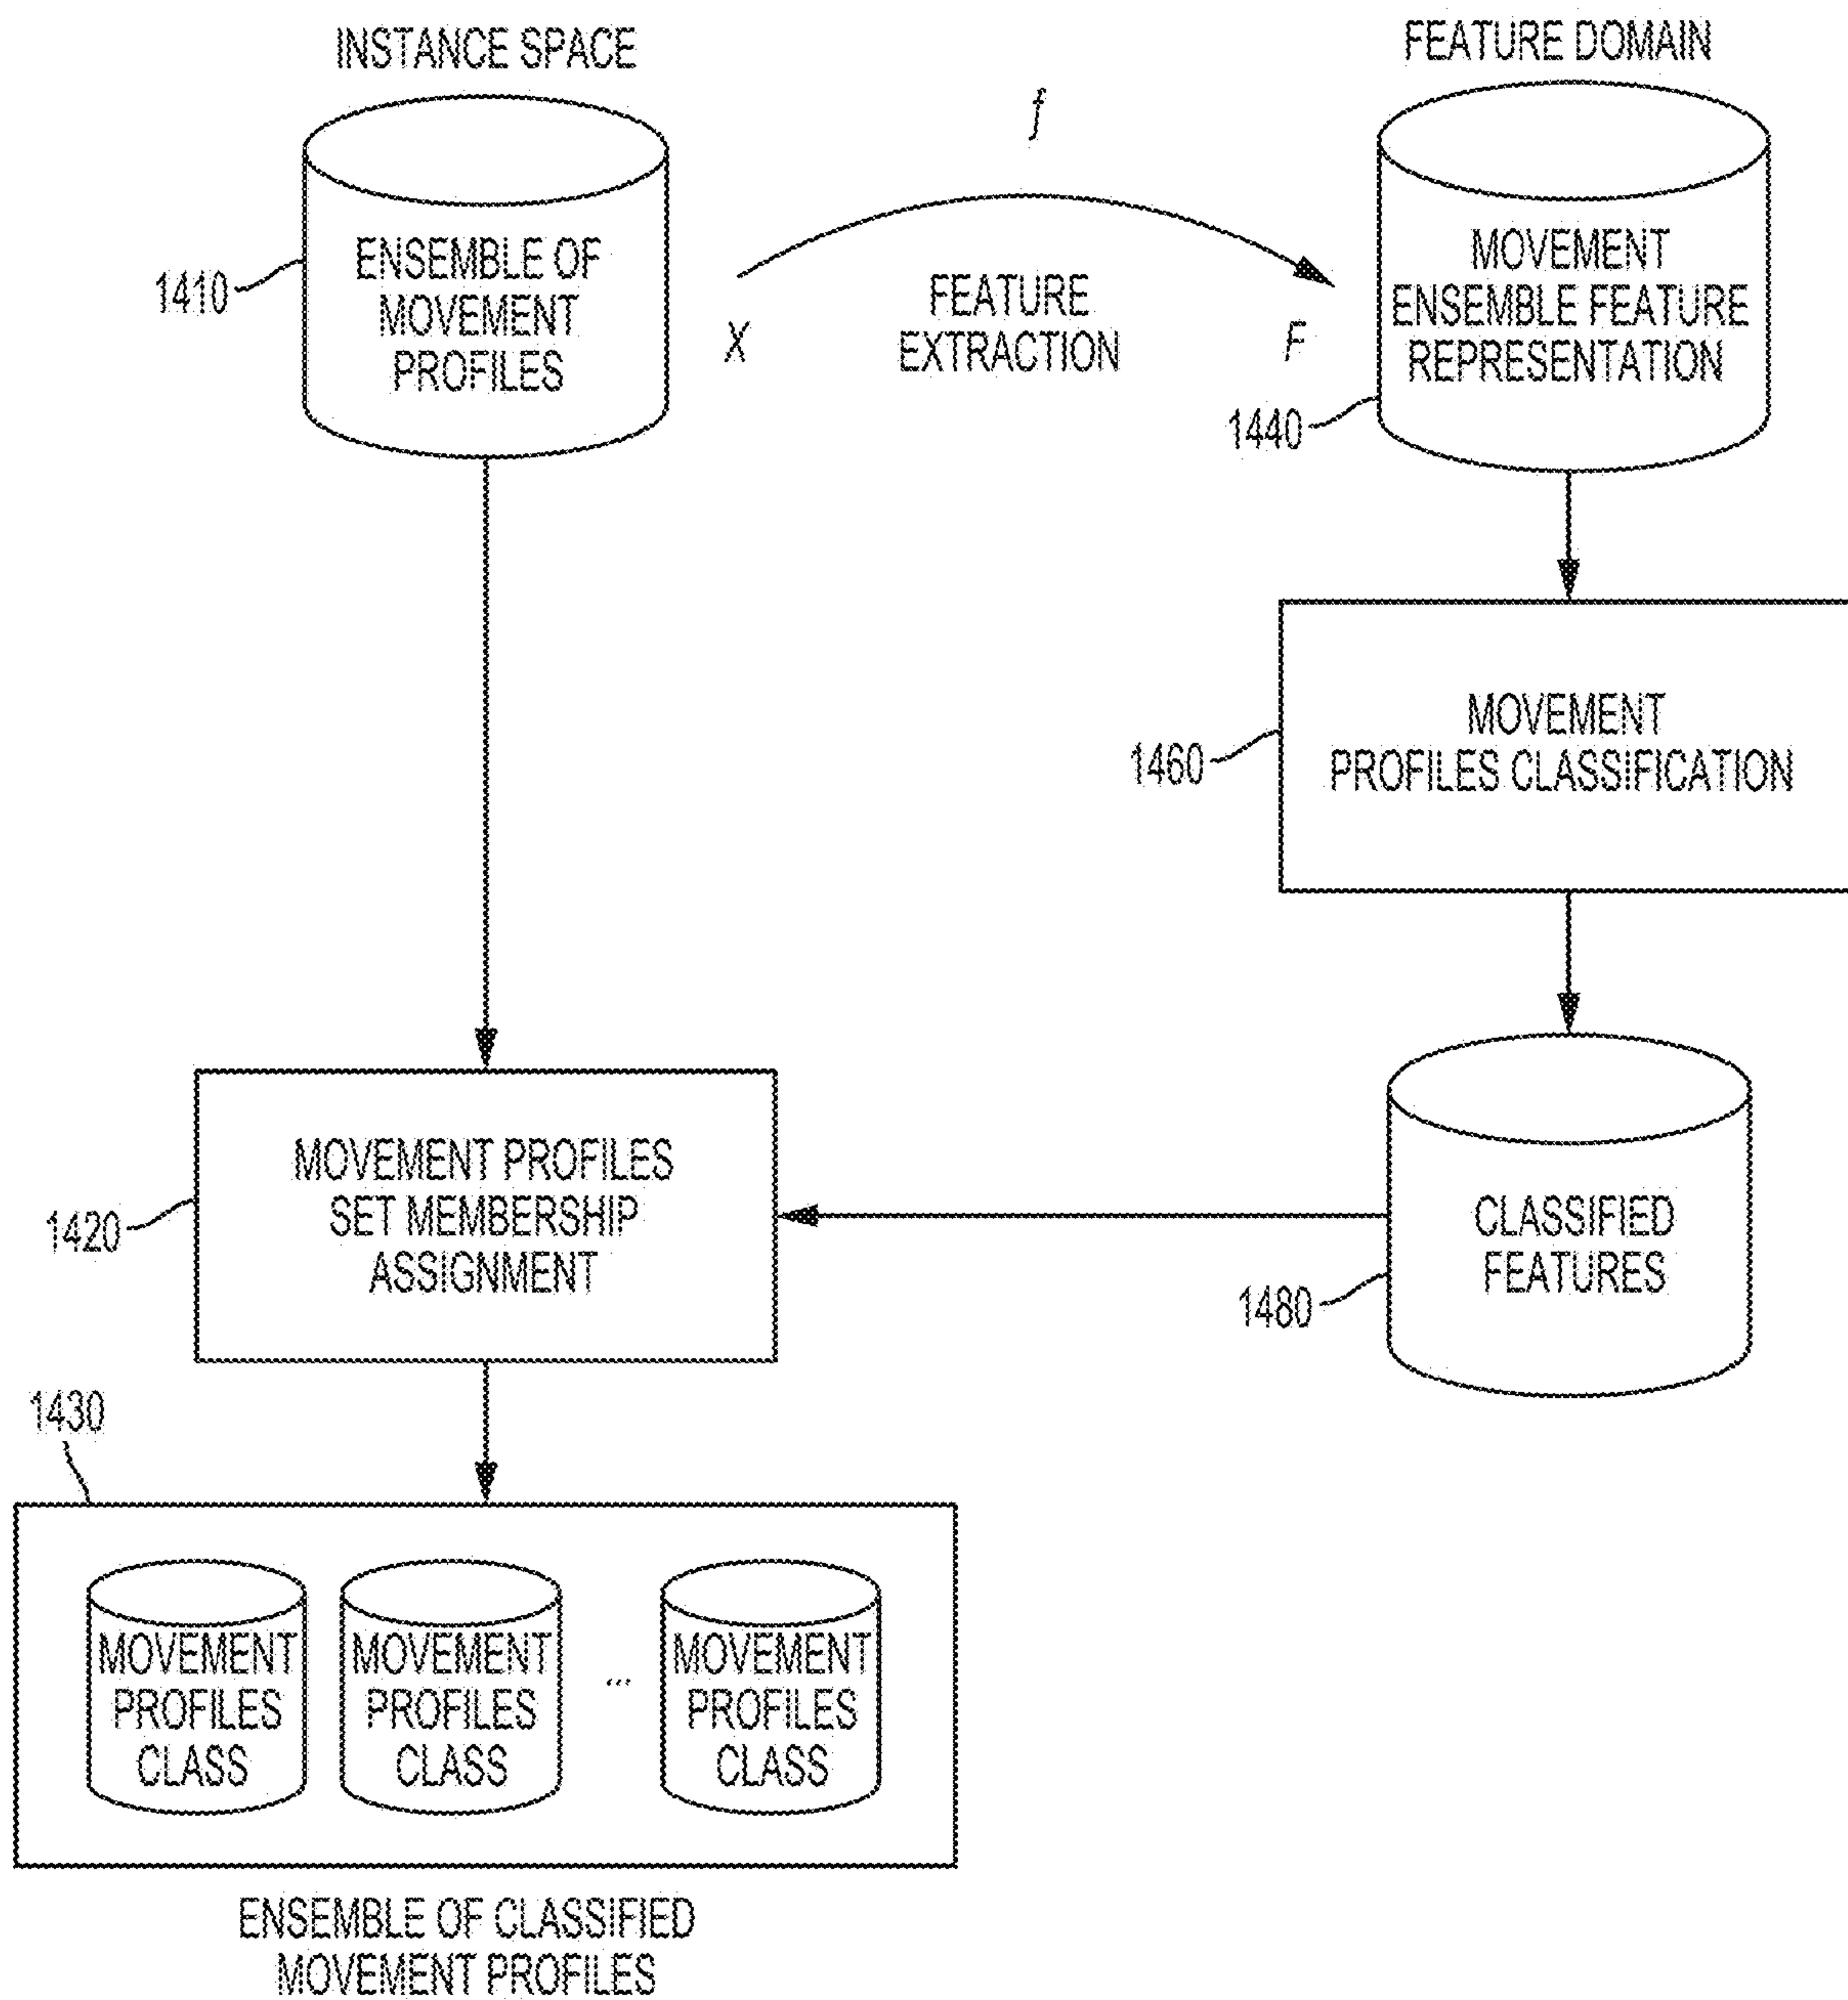 INSTANCE SPACE
FEATURE DOMAIN
f
ENSEMBLE OF
MOVEMENT
PROFILES
1410
X
FEATURE
EXTRACTION
F
MOVEMENT
ENSEMBLE FEATURE
REPRESENTATION
1440
MOVEMENT
PROFILES CLASSIFICATION
1460
MOVEMENT PROFILES
SET MEMBERSHIP
ASSIGNMENT
1420
CLASSIFIED
FEATURES
1480
1430
MOVEMENT
PROFILES
CLASS
MOVEMENT
PROFILES
CLASS
...
MOVEMENT
PROFILES
CLASS
ENSEMBLE OF CLASSIFIED
MOVEMENT PROFILES